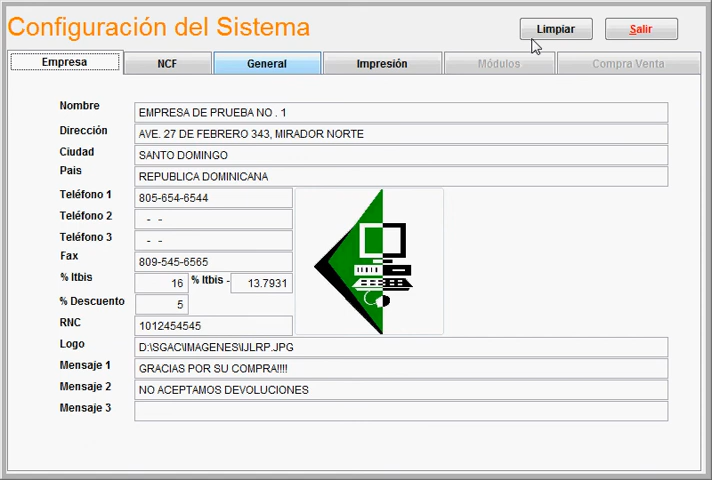 Configuración del Sistema
Limpiar
Salir
Empresa
NCF
General
Impresión
Módulos
Compra Venta
Nombre EMPRESA DE PRUEBA NO . 1
Dirección AVE. 27 DE FEBRERO 343, MIRADOR NORTE
Ciudad SANTO DOMINGO
Pais REPUBLICA DOMINICANA
Teléfono 1 805-654-6544
Teléfono 2 - -
Teléfono 3 - -
Fax 809-545-6565
% Itbis 16 % Itbis - 13.7931
% Descuento 5
RNC 1012454545
Logo D:\SGAC\IMAGENES\IJLRP.JPG
Mensaje 1 GRACIAS POR SU COMPRA!!!!
Mensaje 2 NO ACEPTAMOS DEVOLUCIONES
Mensaje 3